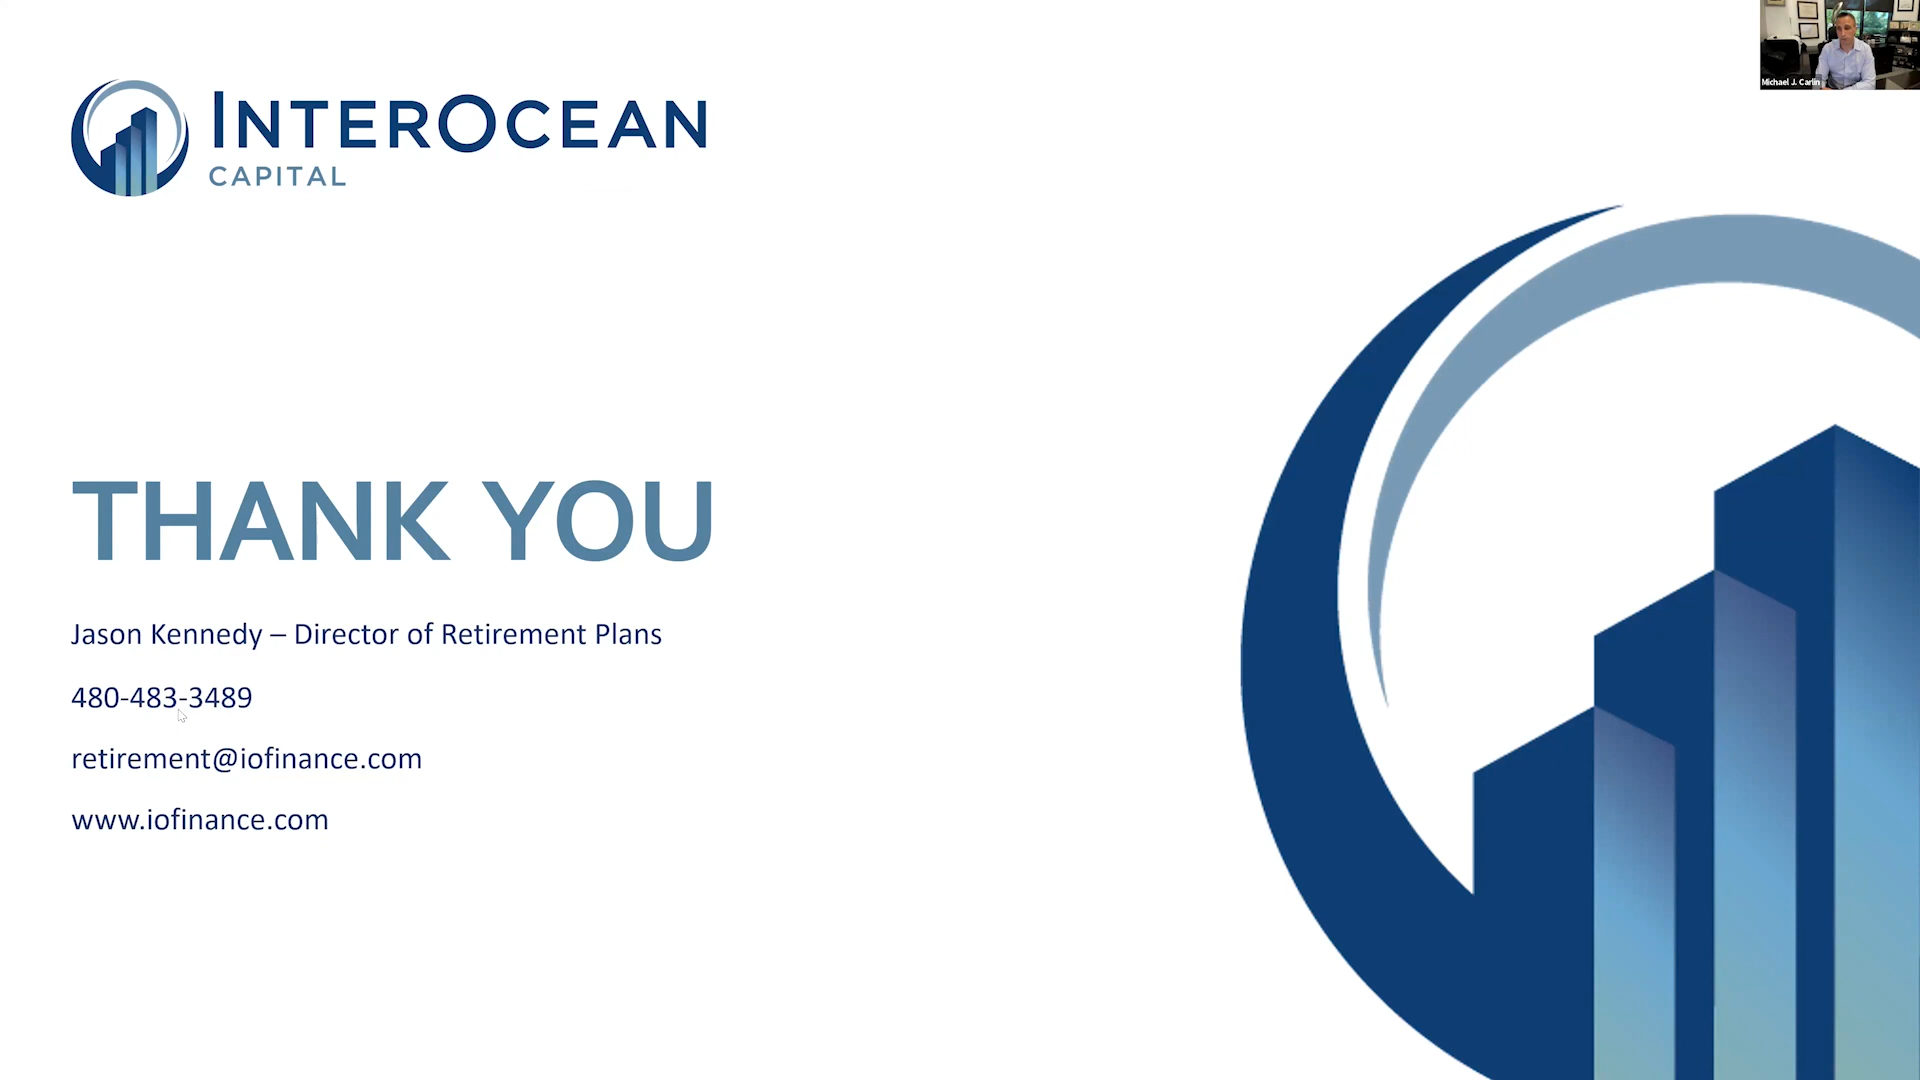 INTEROCEAN
CAPITAL
Michael J. Carlin
THANK YOU
Jason Kennedy – Director of Retirement Plans
480-483-3489
retirement@iofinance.com
www.iofinance.com